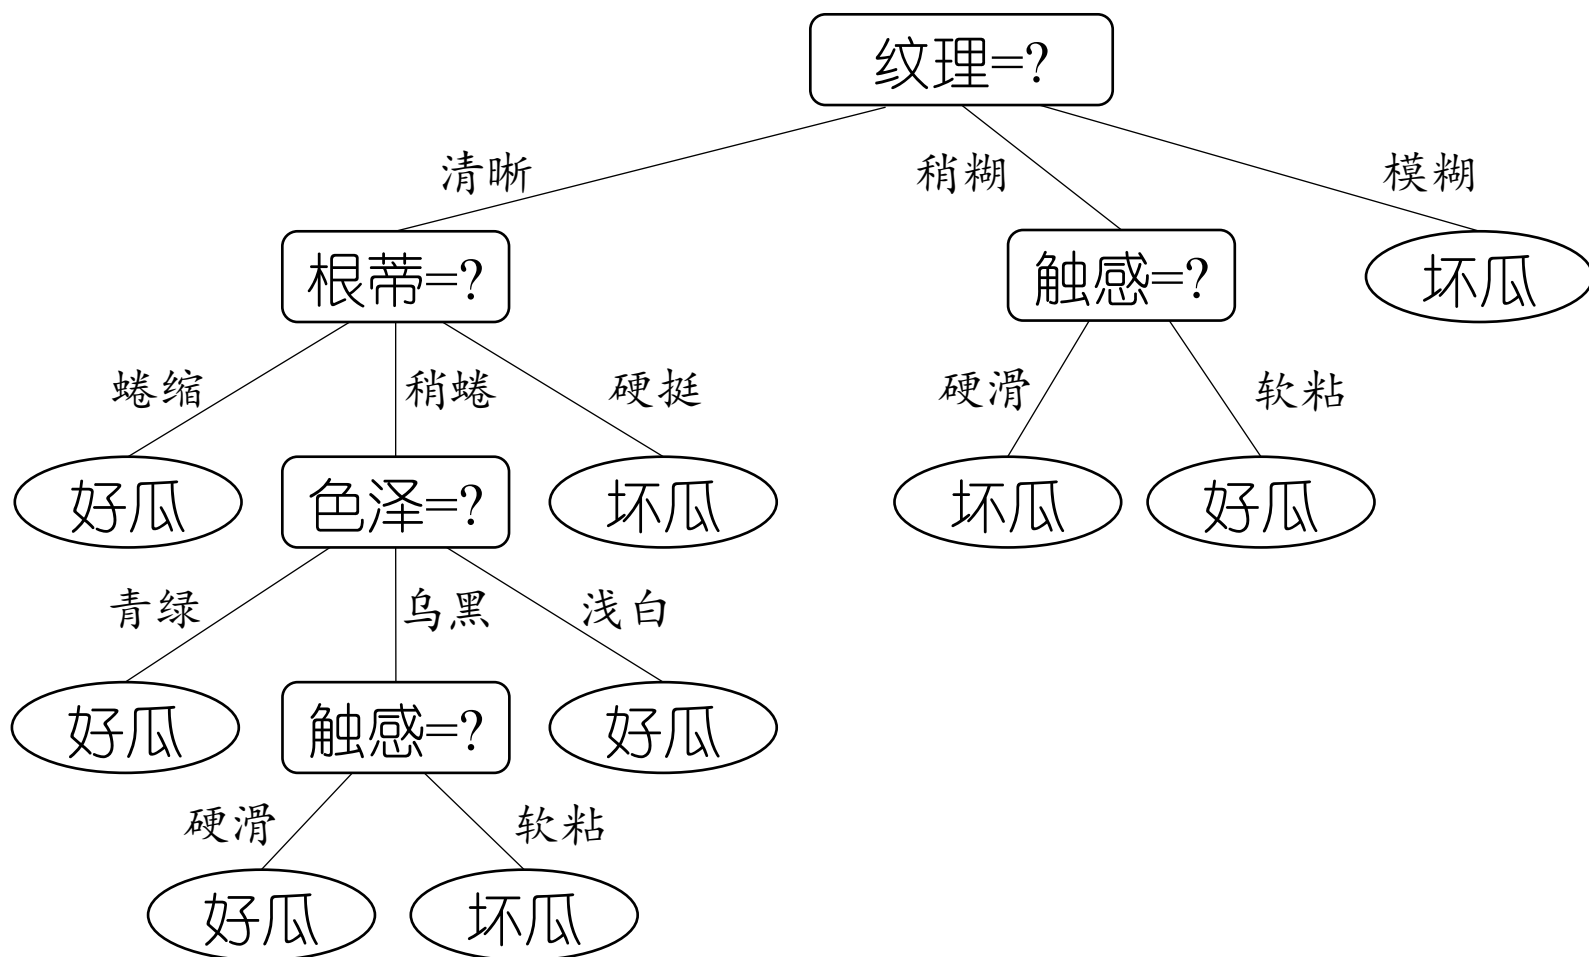 纹理=?
清晰 稍糊 模糊
根蒂=? 触感=? 坏瓜
蜷缩 稍蜷 硬挺 硬滑 软粘
好瓜 色泽=? 坏瓜 坏瓜 好瓜
青绿 乌黑 浅白
好瓜 触感=? 好瓜
硬滑 软粘
好瓜 坏瓜